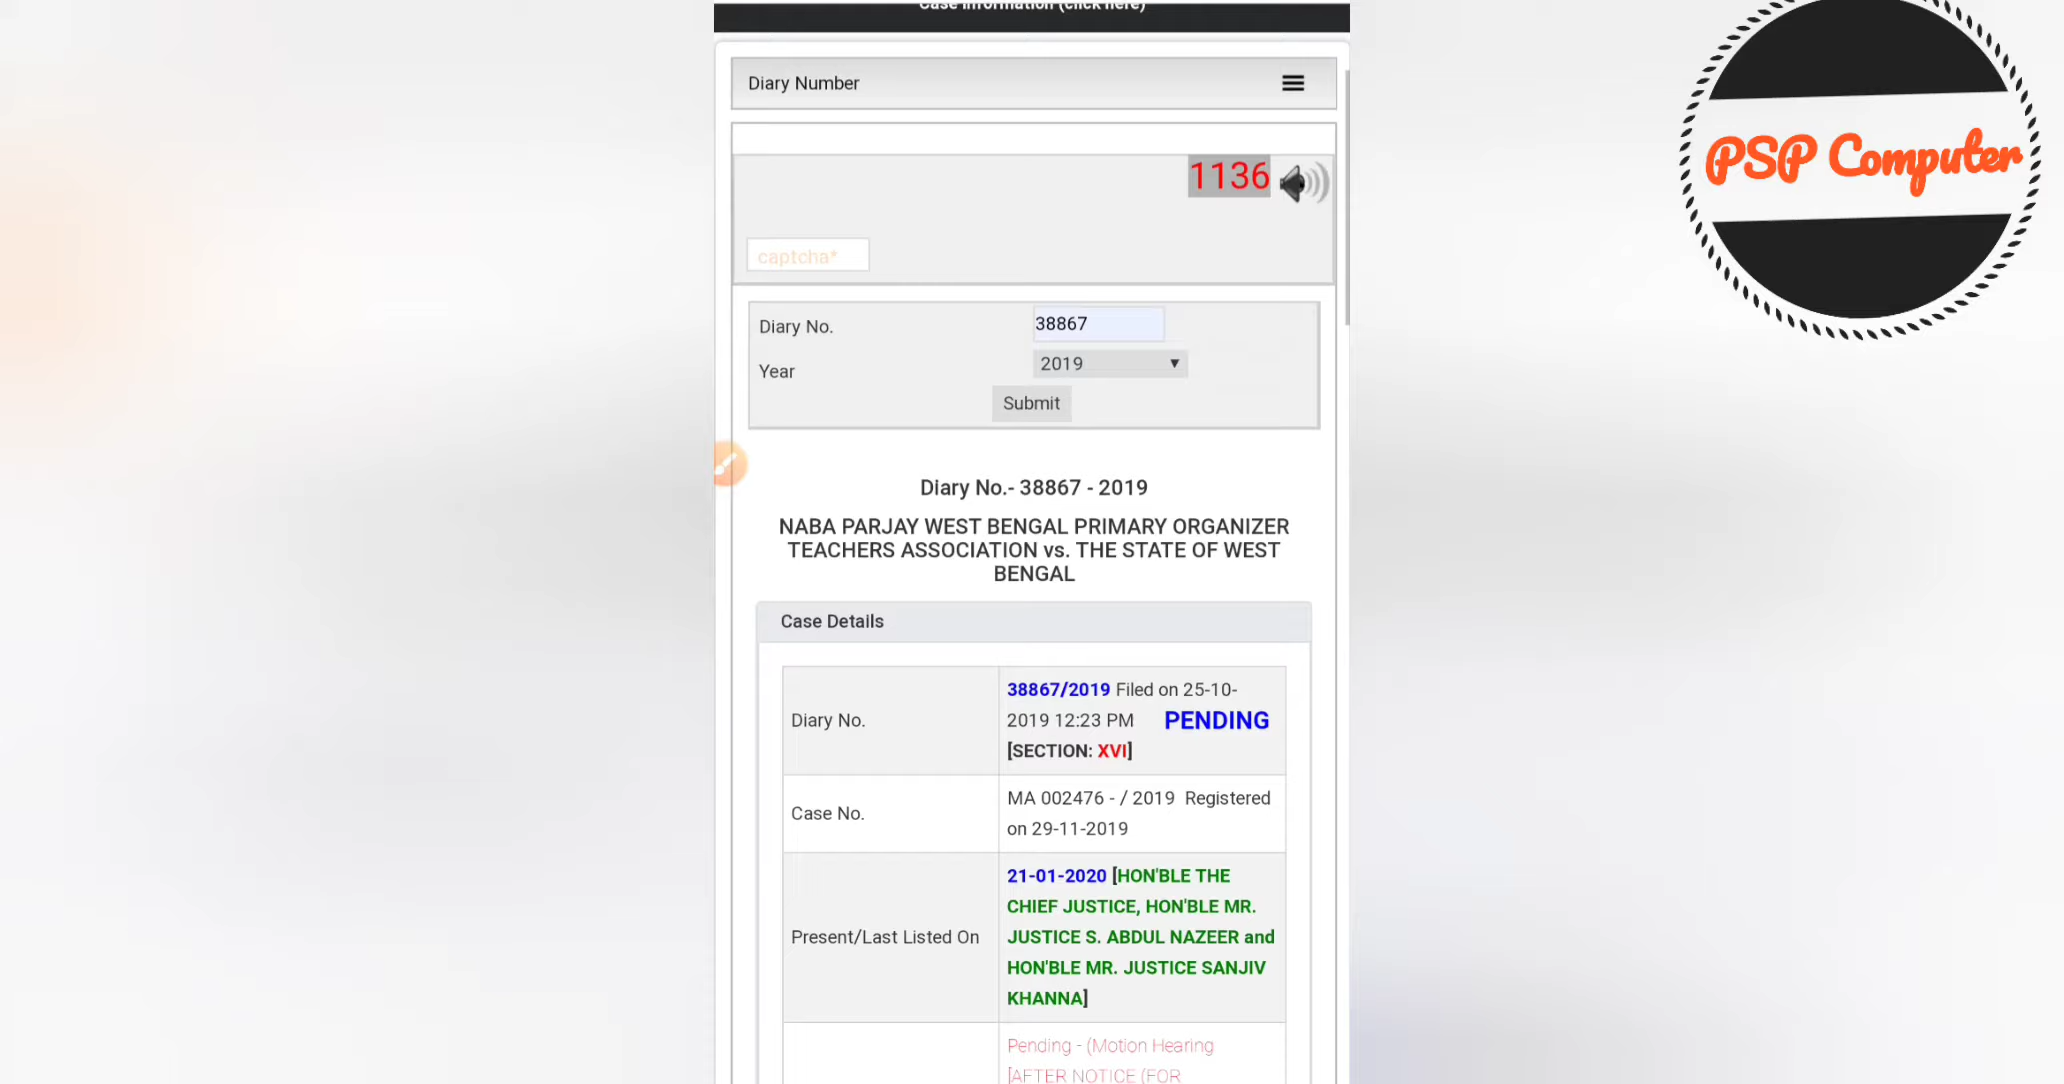 Case Information (click here)
Diary Number
1136
captcha*
Diary No.
38867
Year
2019
Submit
Diary No.- 38867 - 2019
NABA PARJAY WEST BENGAL PRIMARY ORGANIZER
TEACHERS ASSOCIATION vs. THE STATE OF WEST
BENGAL
Case Details
Diary No.
38867/2019 Filed on 25-10-
2019 12:23 PM PENDING
[SECTION: XVI]
Case No.
MA 002476 - / 2019 Registered
on 29-11-2019
Present/Last Listed On
21-01-2020 [HON'BLE THE
CHIEF JUSTICE, HON'BLE MR.
JUSTICE S. ABDUL NAZEER and
HON'BLE MR. JUSTICE SANJIV
KHANNA]
Pending - (Motion Hearing
[AFTER NOTICE (FOR
PSP Computer